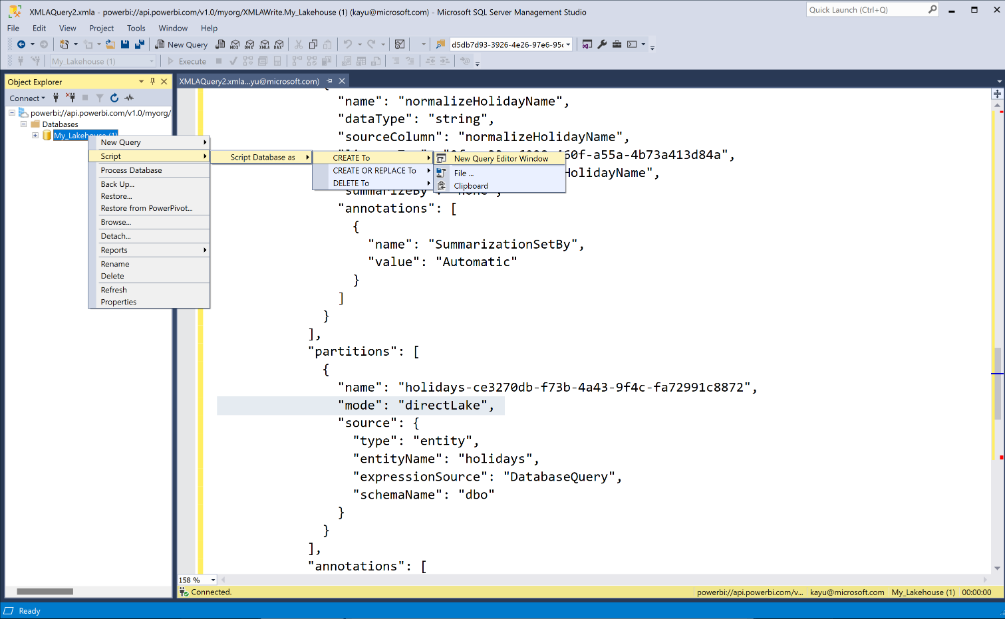 XMLAQuery2.xmla - powerbi://api.powerbi.com/v1.0/myorg/XMLAWrite.My_Lakehouse (1) (kayu@microsoft.com) - Microsoft SQL Server Management Studio
Quick Launch (Ctrl+Q)
File Edit View Project Tools Window Help
New Query
d5db7d93-3926-4e26-97e6-95
My_Lakehouse (1)
Execute
Object Explorer
XMLAQuery2.xmla...yu@microsoft.com)
Connect
powerbi://api.powerbi.com/v1.0/myorg/
Databases
My_Lakehouse (1)
New Query
Script
Process Database
Back Up...
Restore...
Restore from PowerPivot...
Browse...
Detach...
Reports
Rename
Delete
Refresh
Properties
Script Database as
CREATE To
CREATE OR REPLACE To
DELETE To
New Query Editor Window
File ...
Clipboard
{
"name": "normalizeHolidayName",
"dataType": "string",
"sourceColumn": "normalizeHolidayName",
460f-a55a-4b73a413d84a",
HolidayName",
"summarizeBy": "none",
"annotations": [
{
"name": "SummarizationSetBy",
"value": "Automatic"
}
]
}
],
"partitions": [
{
"name": "holidays-ce3270db-f73b-4a43-9f4c-fa72991c8872",
"mode": "directLake",
"source": {
"type": "entity",
"entityName": "holidays",
"expressionSource": "DatabaseQuery",
"schemaName": "dbo"
}
}
],
"annotations": [
158 %
Connected.
powerbi://api.powerbi.com/v... kayu@microsoft.com My_Lakehouse (1) 00:00:00
Ready